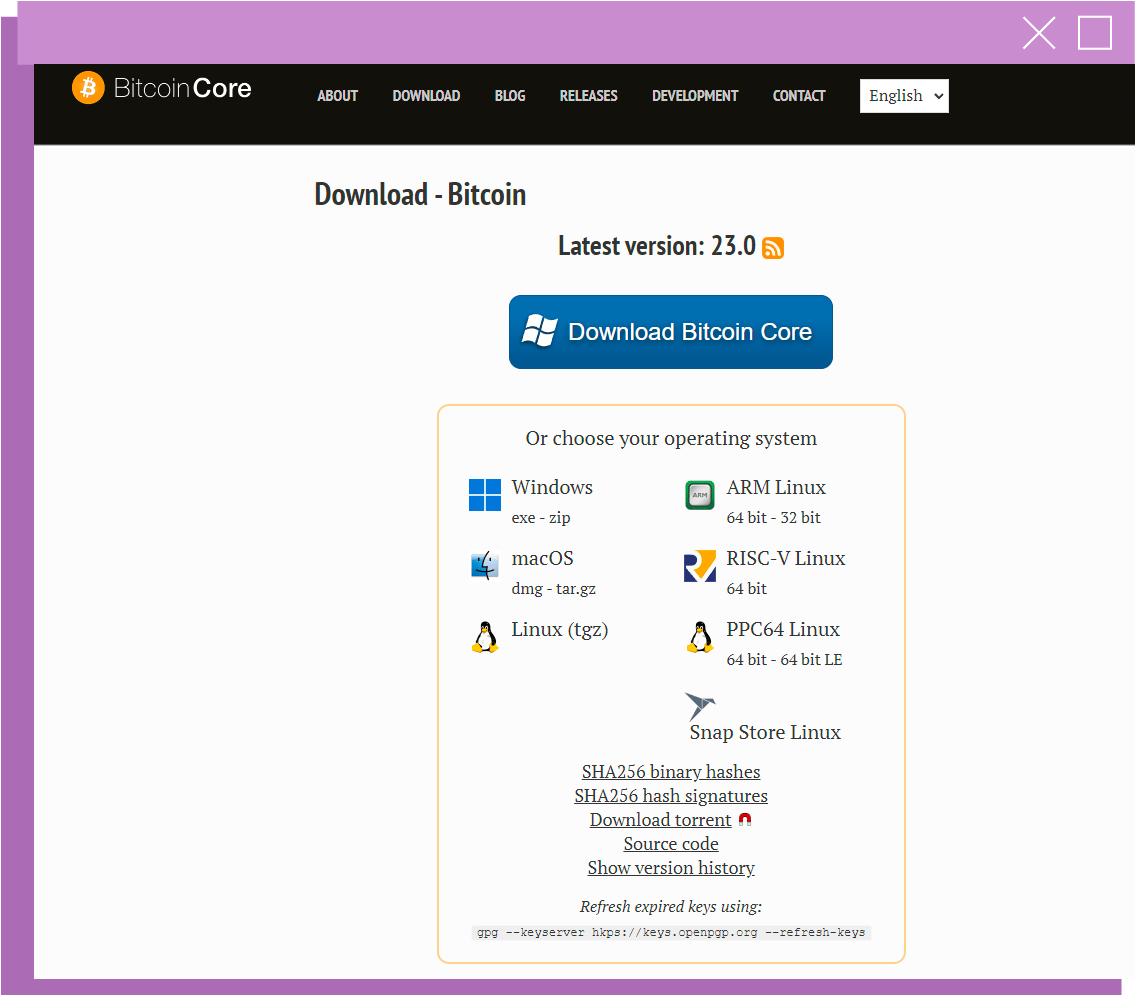 BitcoinCore
ABOUT DOWNLOAD BLOG RELEASES DEVELOPMENT CONTACT English
Download - Bitcoin
Latest version: 23.0
Download Bitcoin Core
Or choose your operating system
Windows
exe - zip
ARM
ARM Linux
64 bit - 32 bit
macOS
dmg - tar.gz
RISC-V Linux
64 bit
Linux (tgz)
PPC64 Linux
64 bit - 64 bit LE
Snap Store Linux
SHA256 binary hashes
SHA256 hash signatures
Download torrent
Source code
Show version history
Refresh expired keys using:
gpg --keyserver hkps://keys.openpgp.org --refresh-keys